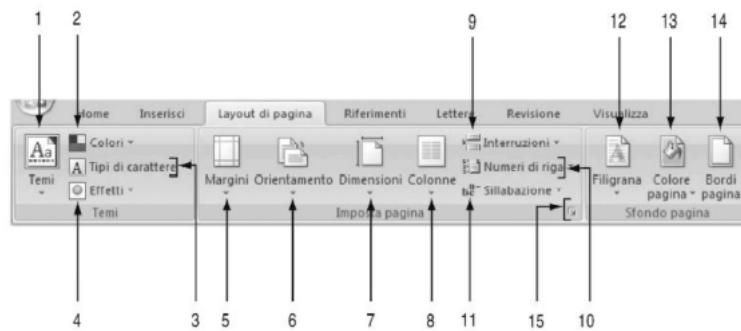 1 2 9 12 13 14
Home Inserisci Layout di pagina Riferimenti Lettere Revisione Visualizza
Aa
Temi
Colori
A Tipi di carattere
Effetti
Temi
Margini Orientamento Dimensioni Colonne
Interruzioni
Numeri di riga
Sillabazione
Imposta pagina
A
Filigrana
Colore pagina
Bordi pagina
Sfondo pagina
4 3 5 6 7 8 11 15 10